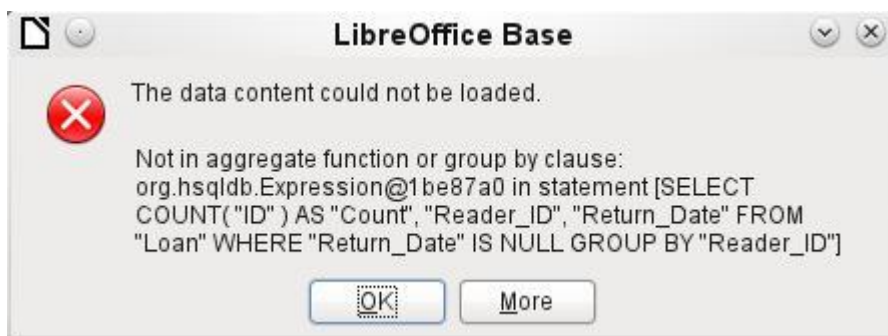 LibreOffice Base
The data content could not be loaded.
Not in aggregate function or group by clause:
org.hsqldb.Expression@1be87a0 in statement [SELECT
COUNT( "ID" ) AS "Count", "Reader_ID", "Return_Date" FROM
"Loan" WHERE "Return_Date" IS NULL GROUP BY "Reader_ID"]
OK More